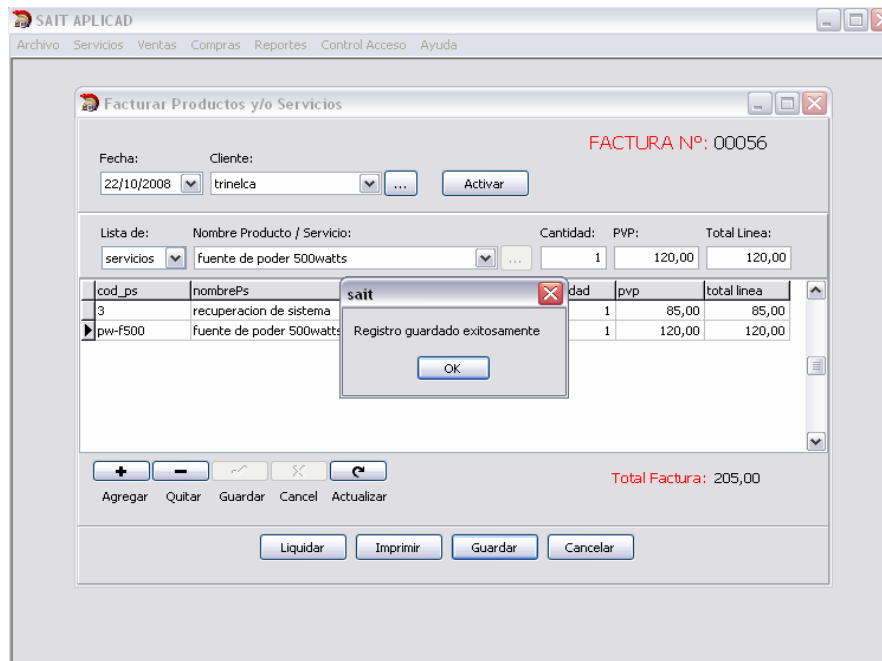 SAIT APLICAD
Archivo Servicios Ventas Compras Reportes Control Acceso Ayuda
Facturar Productos y/o Servicios
FACTURA Nº: 00056
Fecha: Cliente:
22/10/2008 trinelca ... Activar
Lista de: Nombre Producto / Servicio: Cantidad: PVP: Total Linea:
servicios fuente de poder 500watts ... 1 120,00 120,00
cod_ps nombrePs dad pvp total linea
3 recuperacion de sistema 1 85,00 85,00
pw-f500 fuente de poder 500watts 1 120,00 120,00
sait
Registro guardado exitosamente
OK
Agregar Quitar Guardar Cancel Actualizar
Total Factura: 205,00
Liquidar Imprimir Guardar Cancelar